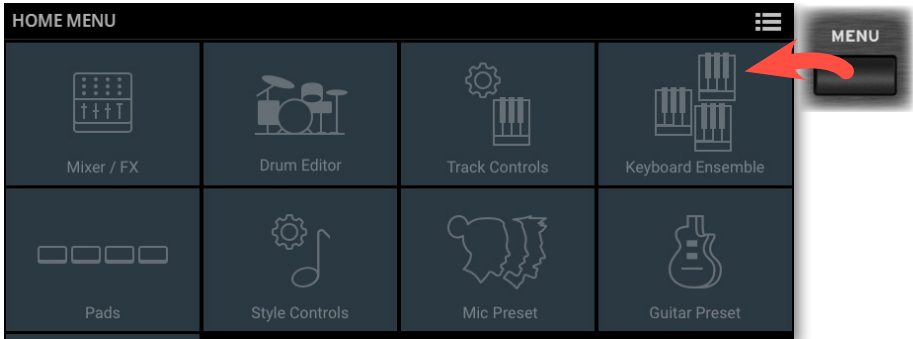 HOME MENU
MENU
Mixer / FX
Drum Editor
Track Controls
Keyboard Ensemble
Pads
Style Controls
Mic Preset
Guitar Preset